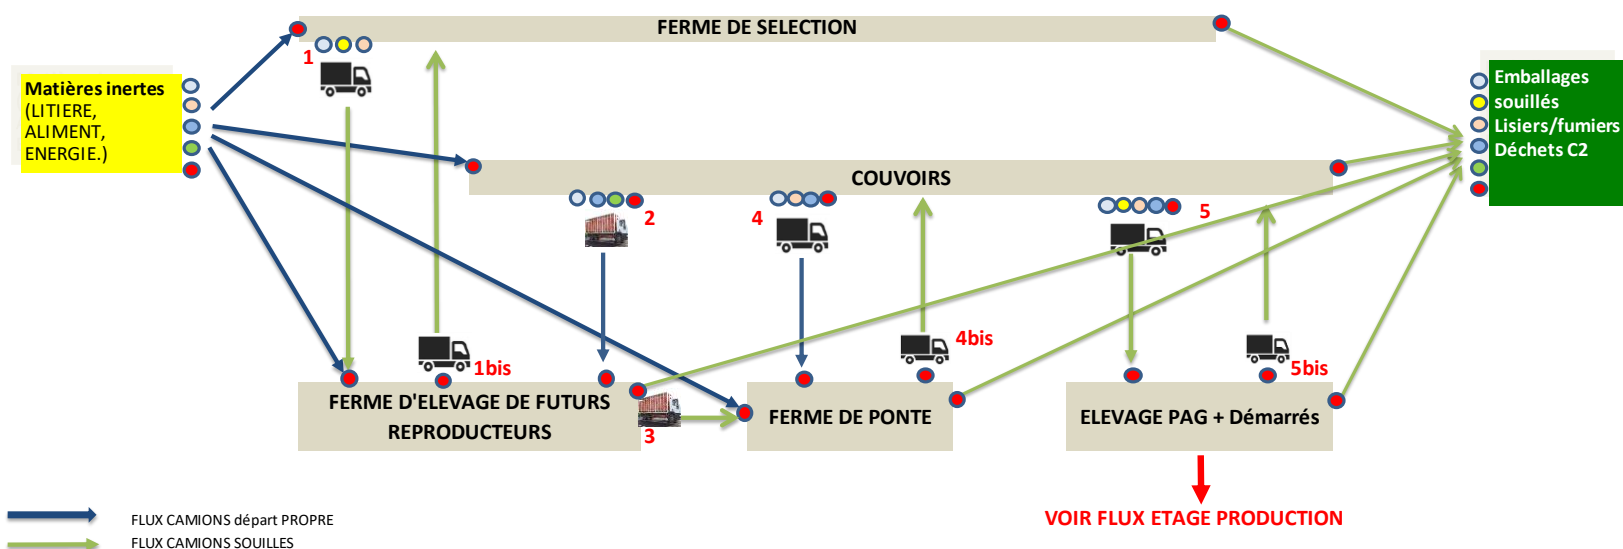 FERME DE SELECTION
1
Matières inertes
(LITIERE,
ALIMENT,
ENERGIE.)
Emballages
souillés
Lisiers/fumiers
Déchets C2
COUVOIRS
2
4
5
1bis
4bis
5bis
FERME D'ELEVAGE DE FUTURS
REPRODUCTEURS
3
FERME DE PONTE
ELEVAGE PAG + Démarrés
VOIR FLUX ETAGE PRODUCTION
FLUX CAMIONS départ PROPRE
FLUX CAMIONS SOUILLES